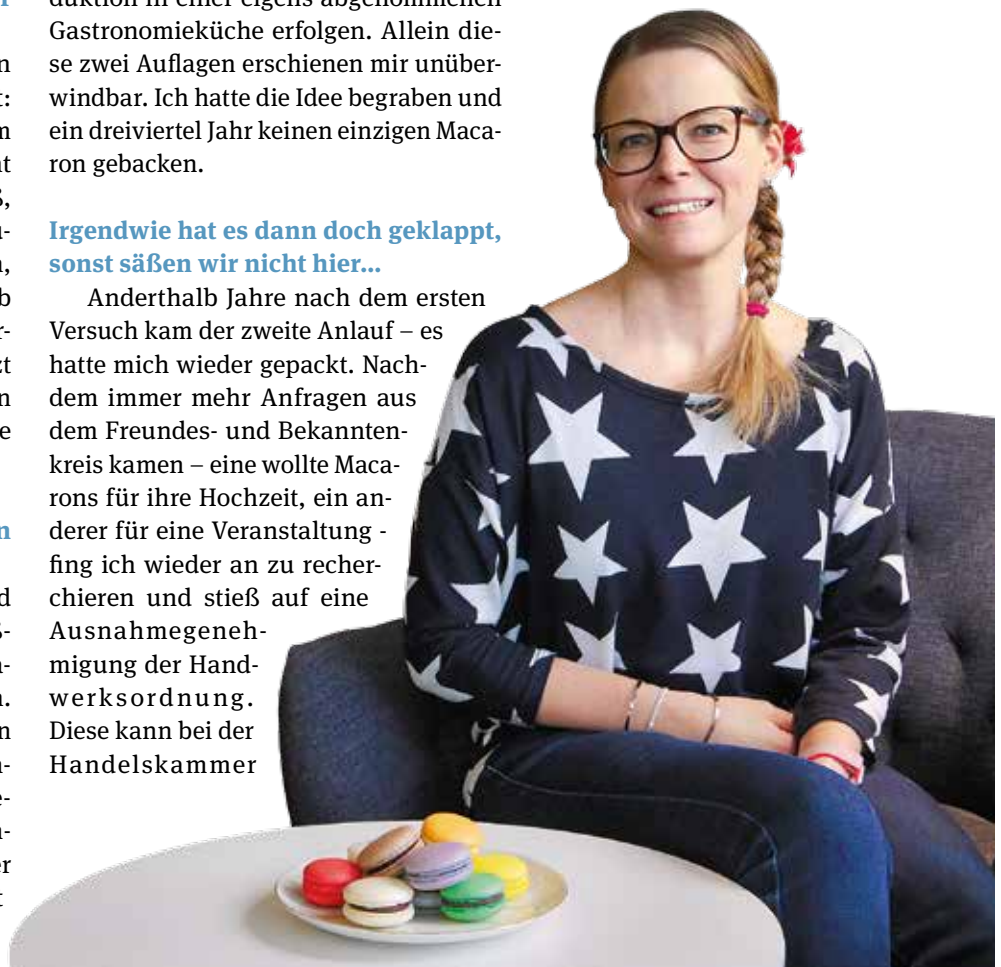 duktion in einer eigens abgenommenen
Gastronomieküche erfolgen. Allein die-
se zwei Auflagen erschienen mir unüber-
windbar. Ich hatte die Idee begraben und
ein dreiviertel Jahr keinen einzigen Maca-
ron gebacken.
Irgendwie hat es dann doch geklappt,
sonst säßen wir nicht hier...
Anderthalb Jahre nach dem ersten
Versuch kam der zweite Anlauf – es
hatte mich wieder gepackt. Nach-
dem immer mehr Anfragen aus
dem Freundes- und Bekannten-
kreis kamen – eine wollte Maca-
rons für ihre Hochzeit, ein an-
derer für eine Veranstaltung -
fing ich wieder an zu recher-
chieren und stieß auf eine
Ausnahmegeneh-
migung der Hand-
werksordnung.
Diese kann bei der
Handelskammer